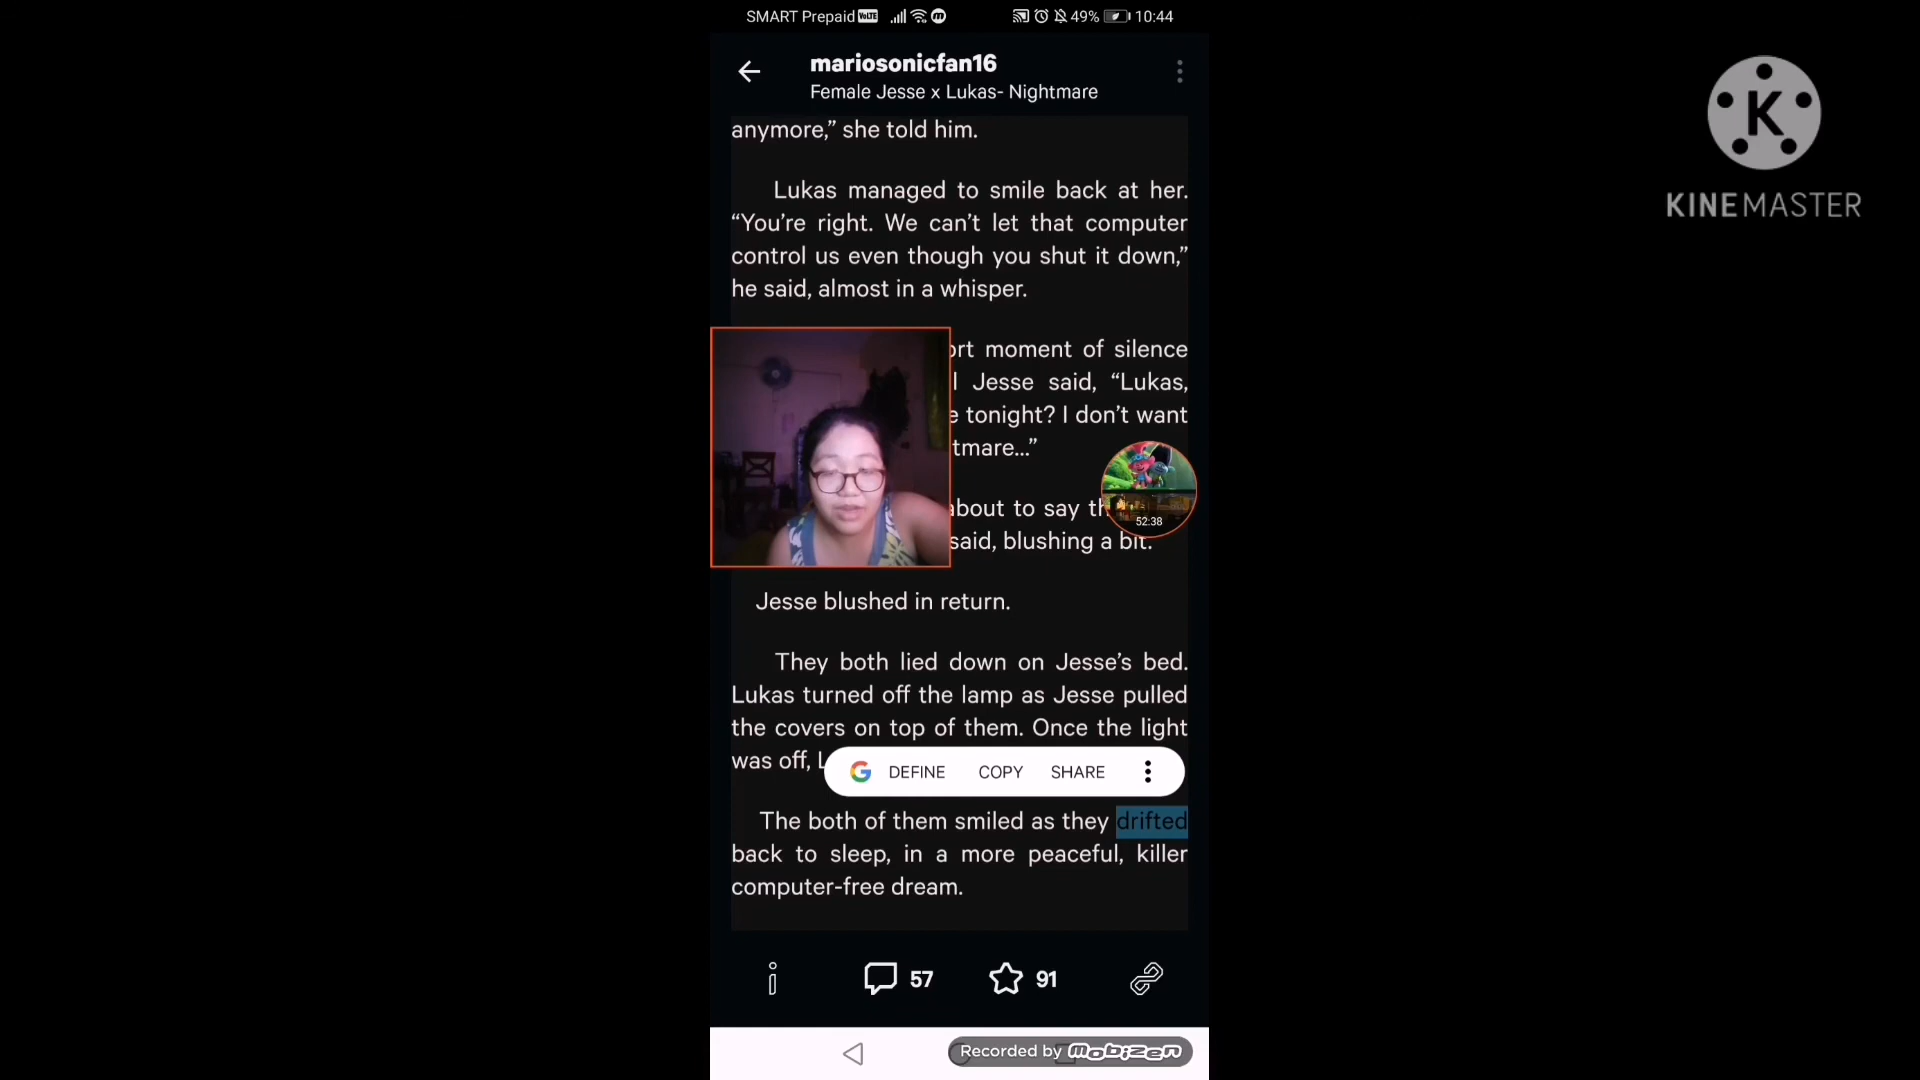 SMART Prepaid VoLTE 49% 10:44
mariosonicfan16
Female Jesse x Lukas- Nightmare
anymore,” she told him.
Lukas managed to smile back at her.
“You’re right. We can’t let that computer
control us even though you shut it down,”
he said, almost in a whisper.
moment of silence
Jesse said, “Lukas,
tonight? I don’t want
tmare...”
about to say
said, blushing a bit.
52:38
Jesse blushed in return.
They both lied down on Jesse’s bed.
Lukas turned off the lamp as Jesse pulled
the covers on top of them. Once the light
was off,
DEFINE COPY SHARE
The both of them smiled as they drifted
back to sleep, in a more peaceful, killer
computer-free dream.
57 91
Recorded by mobizen
K
KINEMASTER